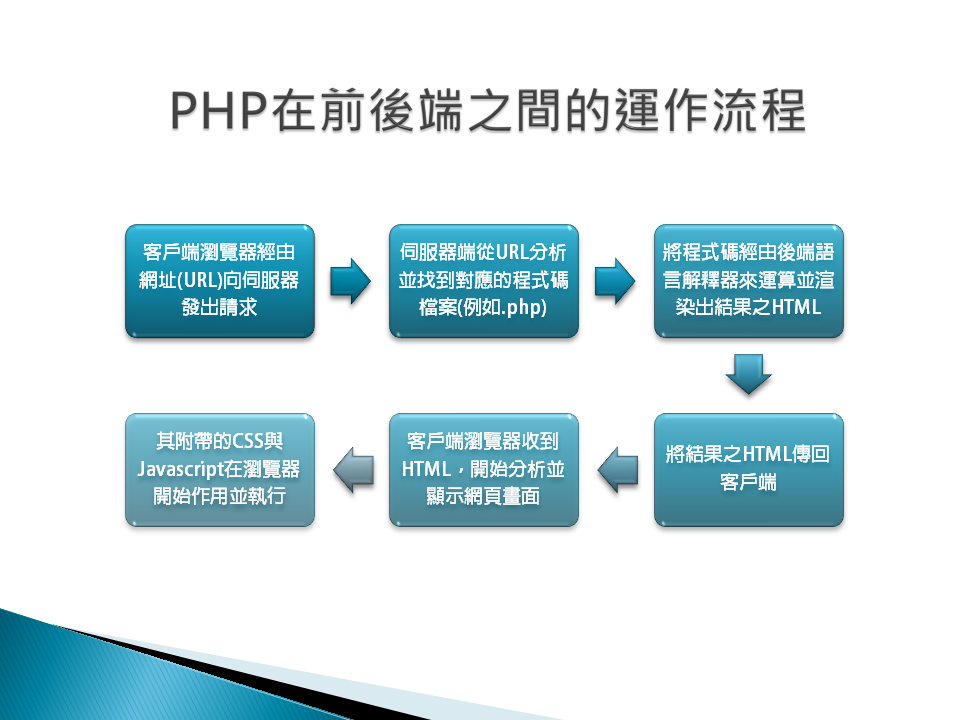 PHP在前後端之間的運作流程
客戶端瀏覽器經由
網址(URL)向伺服器
發出請求
伺服器端從URL分析
並找到對應的程式碼
檔案(例如.php)
將程式碼經由後端語
言解釋器來運算並渲
染出結果之HTML
將結果之HTML傳回
客戶端
客戶端瀏覽器收到
HTML，開始分析並
顯示網頁畫面
其附帶的CSS與
Javascript在瀏覽器
開始作用並執行